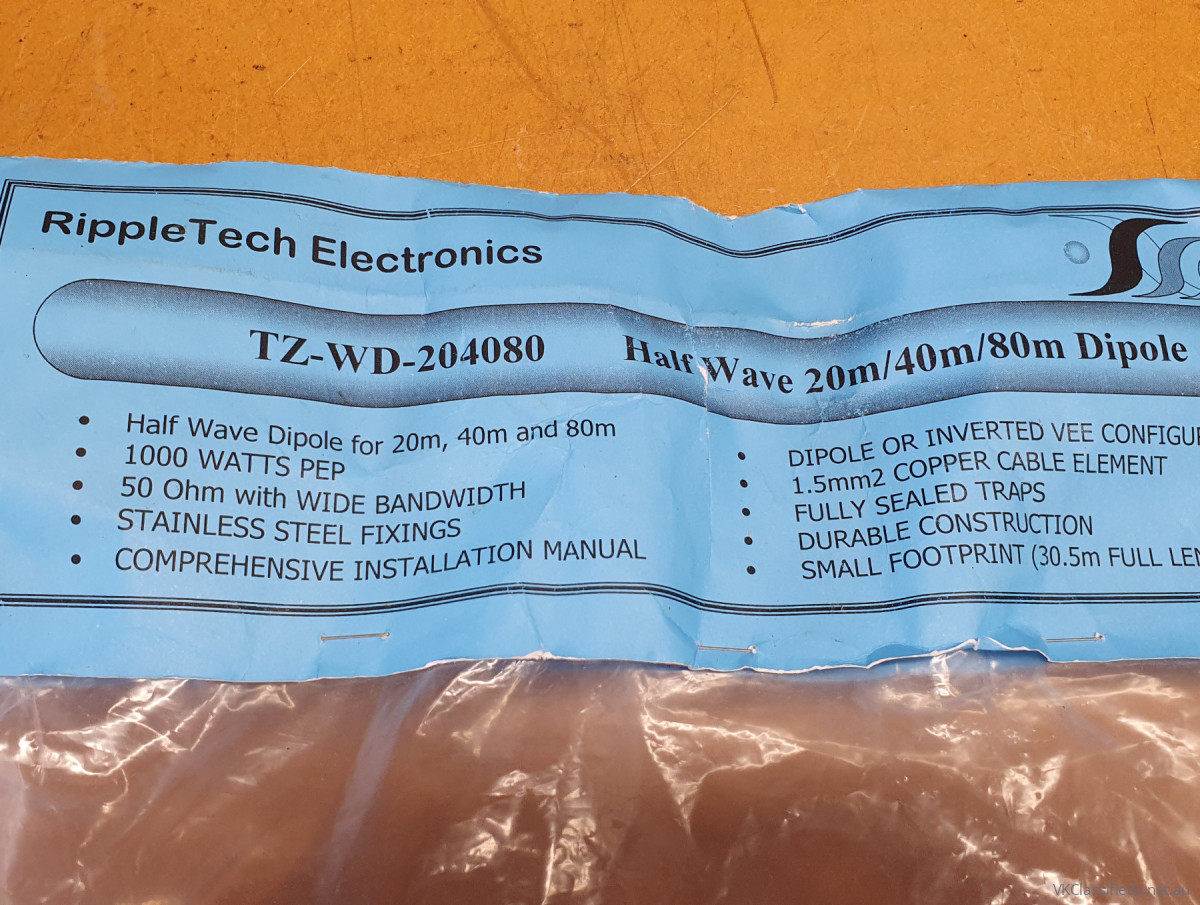 RippleTech Electronics
TZ-WD-204080 Half Wave 20m/40m/80m Dipole
• Half Wave Dipole for 20m, 40m and 80m
• 1000 WATTS PEP
• 50 Ohm with WIDE BANDWIDTH
• STAINLESS STEEL FIXINGS
• COMPREHENSIVE INSTALLATION MANUAL
• DIPOLE OR INVERTED VEE
• 1.5mm2 COPPER CABLE ELEMENT
• FULLY SEALED TRAPS
• DURABLE CONSTRUCTION
• SMALL FOOTPRINT (30.5m FULL